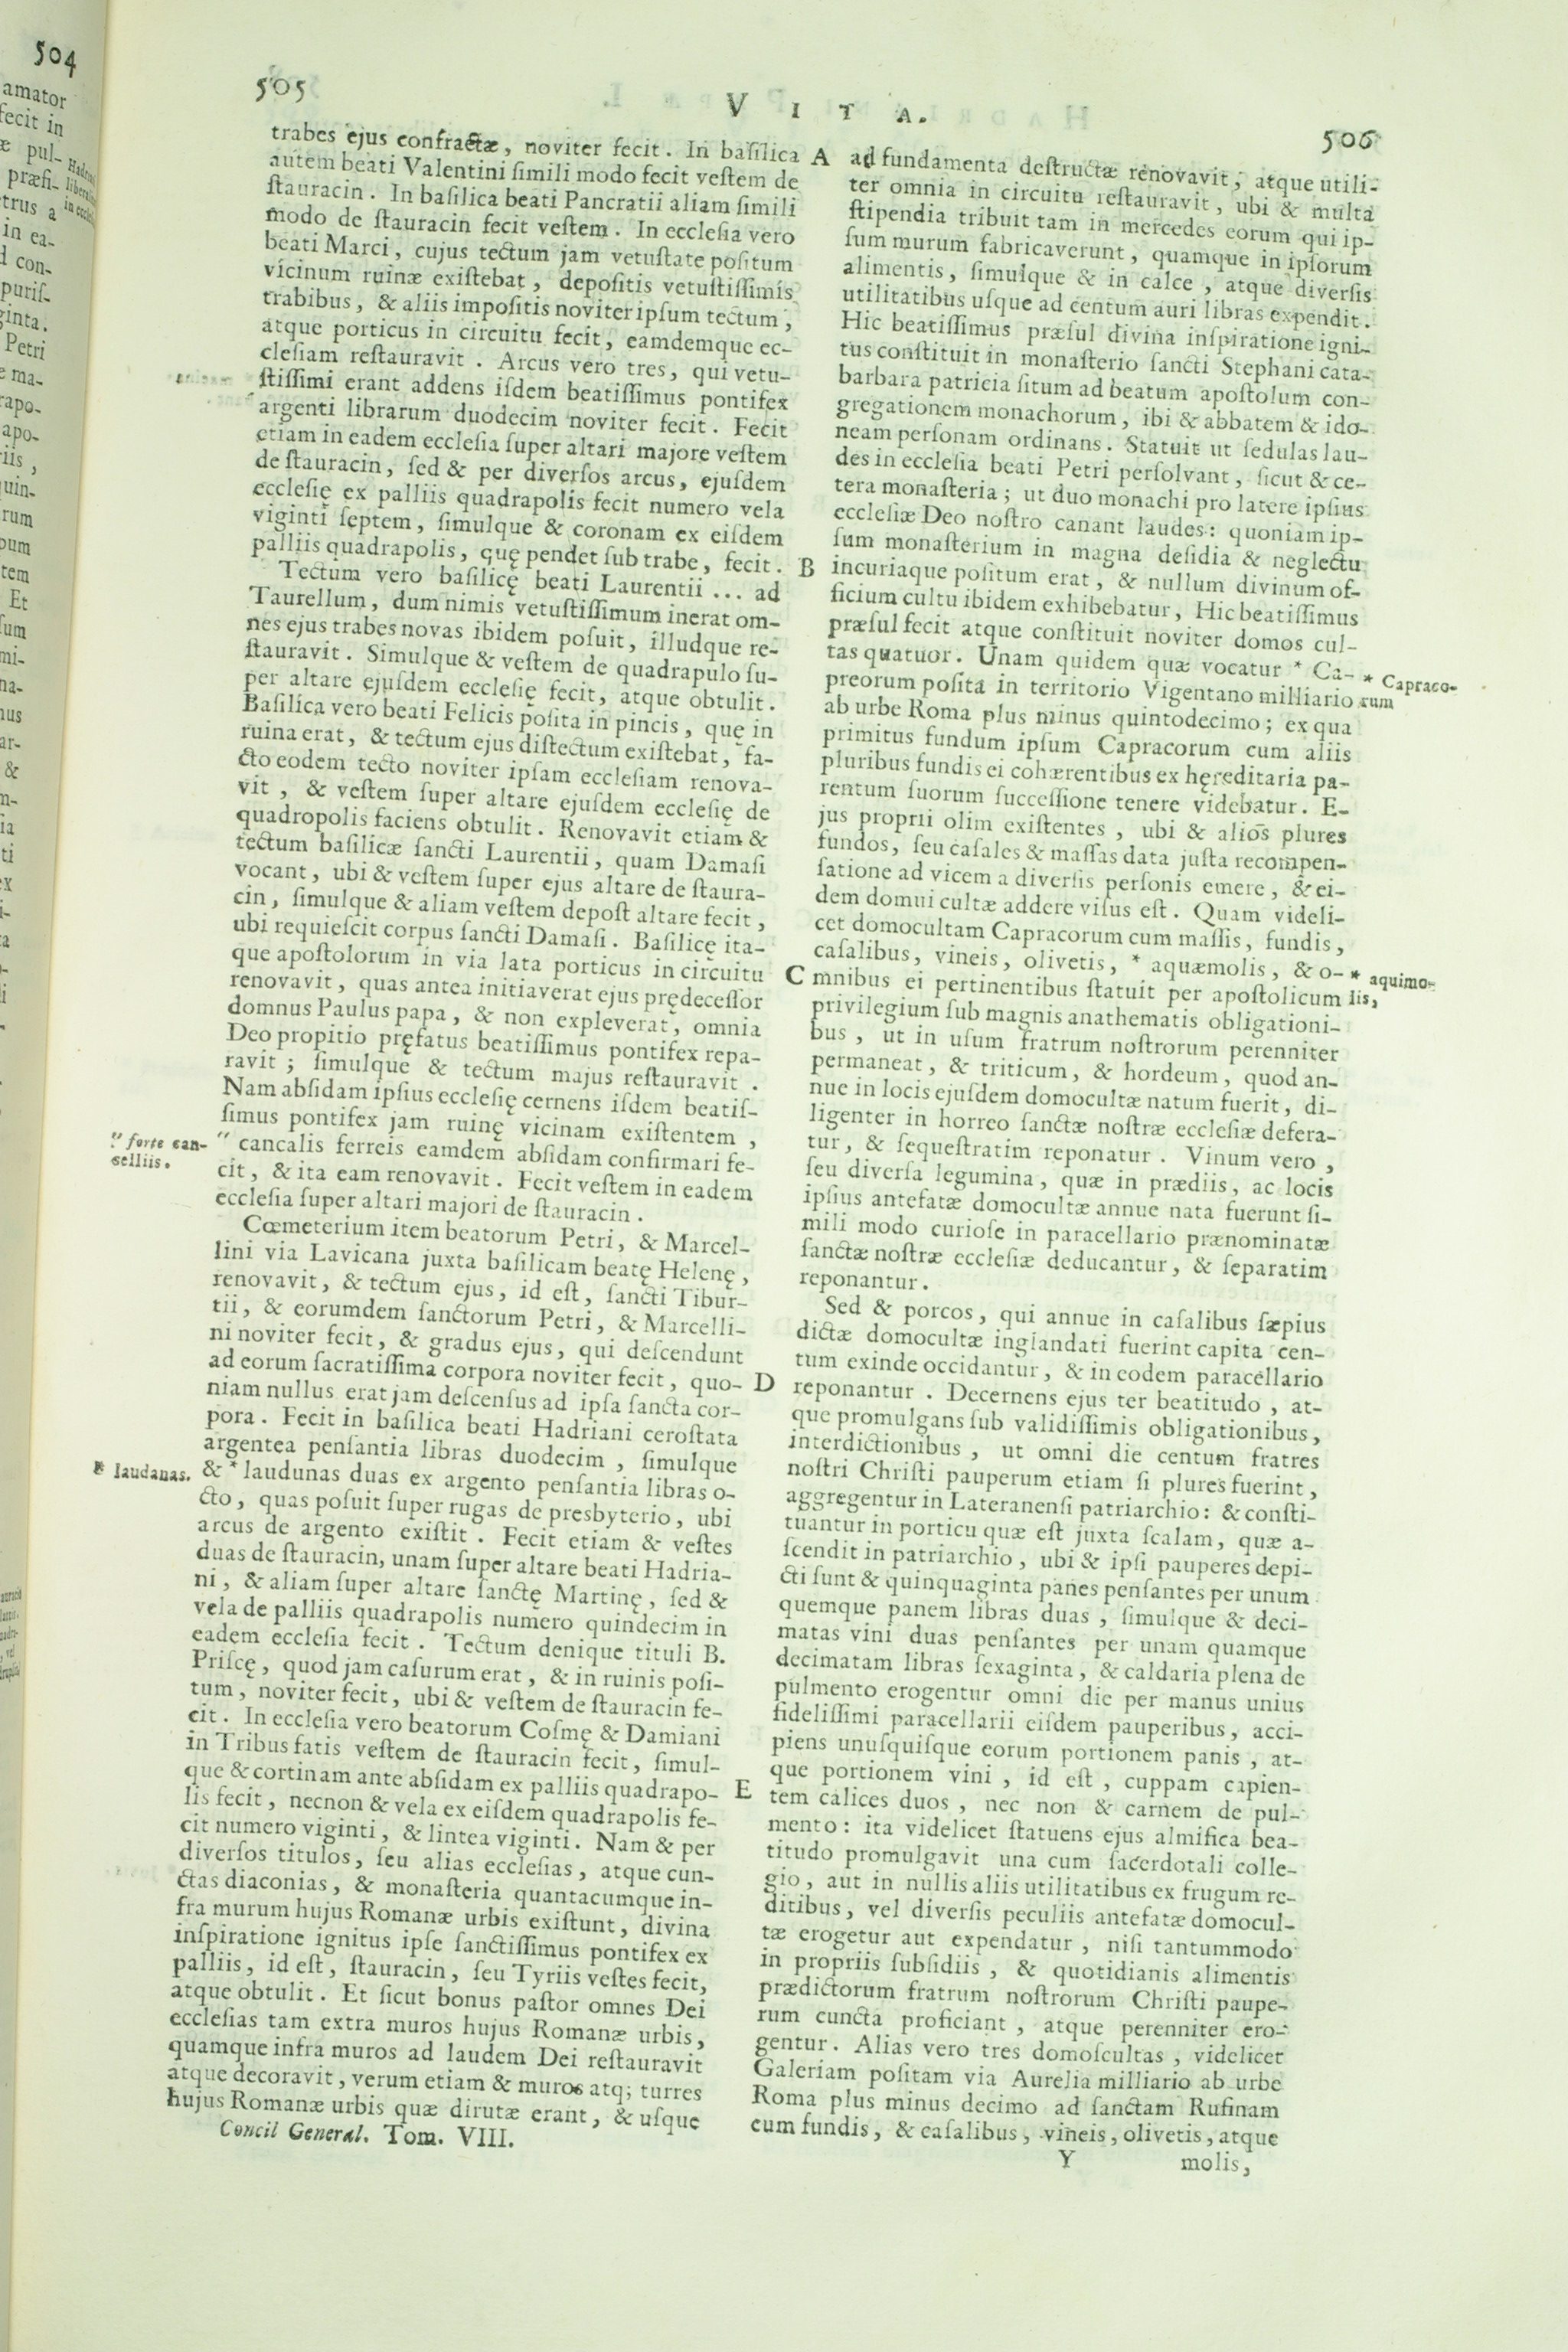 504
amator
fecit in
æ pul-
præfi-
trus a
in ea-
d con-
puriſ-
ginta.
Petri
e ma-
rapo-
apo-
iis,
quin-
rum
tem
Et
505
VITA.
506
trabes ejus confractæ, noviter fecit. In baſilica
autem beati Valentini ſimili modo fecit veſtem de
ſtauracin. In baſilica beati Pancratii aliam ſimili
modo de ſtauracin fecit veſtem. In eccleſia vero
beati Marci, cujus tectum jam vetuſtate poſitum
vicinum ruinæ exiſtebat, depoſitis vetuſtiſſimis
trabibus, & aliis impoſitis noviter ipſum tectum,
atque porticus in circuitu fecit, eamdemque ec-
cleſiam reſtauravit. Arcus vero tres, qui vetu-
ſtiſſimi erant addens iſdem beatiſſimus pontifex
argenti librarum duodecim noviter fecit. Fecit
etiam in eadem eccleſia ſuper altari majore veſtem
de ſtauracin, ſed & per diverſos arcus, ejuſdem
eccleſię ex palliis quadrapolis fecit numero vela
viginti ſeptem, ſimulque & coronam ex eiſdem
palliis quadrapolis, quę pendet ſub trabe, fecit.
Tectum vero baſilicę beati Laurentii ... ad
Taurellum, dum nimis vetuſtiſſimum inerat om-
nes ejus trabes novas ibidem poſuit, illudque re-
ſtauravit. Simulque & veſtem de quadrapulo ſu-
per altare ejuſdem eccleſię fecit, atque obtulit.
Baſilica vero beati Felicis poſita in pincis, quę in
ruina erat, & tectum ejus diſtectum exiſtebat, fa-
cto eodem tecto noviter ipſam eccleſiam renova-
vit, & veſtem ſuper altare ejuſdem eccleſię de
quadropolis faciens obtulit. Renovavit etiam &
tectum baſilicæ ſancti Laurentii, quam Damaſi
vocant, ubi & veſtem ſuper ejus altare de ſtaura-
cin, ſimulque & aliam veſtem depoſt altare fecit,
ubi requieſcit corpus ſancti Damaſi. Baſilicę ita-
que apoſtolorum in via lata porticus in circuitu
renovavit, quas antea initiaverat ejus prędeceſſor
domnus Paulus papa, & non expleverat, omnia
Deo propitio pręfatus beatiſſimus pontifex repa-
ravit; ſimulque & tectum majus reſtauravit.
Nam abſidam ipſius eccleſię cernens iſdem beatiſ-
ſimus pontifex jam ruinę vicinam exiſtentem,
" cancalis ferreis eamdem abſidam confirmari fe-
cit, & ita eam renovavit. Fecit veſtem in eadem
eccleſia ſuper altari majori de ſtauracin.
Cœmeterium item beatorum Petri, & Marcel-
lini via Lavicana juxta baſilicam beatę Helenę,
renovavit, & tectum ejus, id eſt, ſancti Tibur-
tii, & eorumdem ſanctorum Petri, & Marcelli-
ni noviter fecit, & gradus ejus, qui deſcendunt
ad eorum ſacratiſſima corpora noviter fecit, quo-
niam nullus erat jam deſcenſus ad ipſa ſancta cor-
pora. Fecit in baſilica beati Hadriani ceroſtata
argentea penſantia libras duodecim, ſimulque
& * laudunas duas ex argento penſantia libras o-
cto, quas poſuit ſuper rugas de presbyterio, ubi
arcus de argento exiſtit. Fecit etiam & veſtes
duas de ſtauracin, unam ſuper altare beati Hadria-
ni, & aliam ſuper altare ſanctę Martinę, ſed &
vela de palliis quadrapolis numero quindecim in
eadem eccleſia fecit. Tectum denique tituli B.
Priſcę, quod jam caſurum erat, & in ruinis poſi-
tum, noviter fecit, ubi & veſtem de ſtauracin fe-
cit. In eccleſia vero beatorum Coſmę & Damiani
in Tribus fatis veſtem de ſtauracin fecit, ſimul-
que & cortinam ante abſidam ex palliis quadrapo-
lis fecit, necnon & vela ex eiſdem quadrapolis fe-
cit numero viginti, & lintea viginti. Nam & per
diverſos titulos, ſeu alias eccleſias, atque cun-
ctas diaconias, & monaſteria quantacumque in-
fra murum hujus Romanæ urbis exiſtunt, divina
inſpiratione ignitus ipſe ſanctiſſimus pontifex ex
palliis, id eſt, ſtauracin, ſeu Tyriis veſtes fecit,
atque obtulit. Et ſicut bonus paſtor omnes Dei
eccleſias tam extra muros hujus Romanæ urbis,
quamque infra muros ad laudem Dei reſtauravit
atque decoravit, verum etiam & muros atq; turres
hujus Romanæ urbis quæ dirutæ erant, & uſque
Concil General. Tom. VIII.
" forte can-
celliis.
* laudanas.
A
B
C
D
E
ad fundamenta deſtructæ renovavit, atque utili-
ter omnia in circuitu reſtauravit, ubi & multa
ſtipendia tribuit tam in mercedes eorum qui ip-
ſum murum fabricaverunt, quamque in ipſorum
alimentis, ſimulque & in calce, atque diverſis
utilitatibus uſque ad centum auri libras expendit.
Hic beatiſſimus præſul divina inſpiratione igni-
tus conſtituit in monaſterio ſancti Stephani cata-
barbara patricia ſitum ad beatum apoſtolum con-
gregationem monachorum, ibi & abbatem & ido-
neam perſonam ordinans. Statuit ut ſedulas lau-
des in eccleſia beati Petri perſolvant, ſicut & ce-
tera monaſteria; ut duo monachi pro latere ipſius
eccleſiæ Deo noſtro canant laudes: quoniam ip-
ſum monaſterium in magna deſidia & neglectu
incuriaque poſitum erat, & nullum divinum of-
ficium cultu ibidem exhibebatur, Hic beatiſſimus
præſul fecit atque conſtituit noviter domos cul-
tas quatuor. Unam quidem quæ vocatur * Ca-
preorum poſita in territorio Vigentano milliario
ab urbe Roma plus minus quintodecimo; ex qua
primitus fundum ipſum Capracorum cum aliis
pluribus fundis ei cohærentibus ex hęreditaria pa-
rentum ſuorum ſucceſſione tenere videbatur. E-
jus proprii olim exiſtentes, ubi & alios plures
fundos, ſeu caſales & maſſas data juſta recompen-
ſatione ad vicem a diverſis perſonis emere, & ei-
dem domui cultæ addere viſus eſt. Quam videli-
cet domocultam Capracorum cum maſſis, fundis,
caſalibus, vineis, olivetis, * aquæmolis, & o-
mnibus ei pertinentibus ſtatuit per apoſtolicum
privilegium ſub magnis anathematis obligationi-
bus, ut in uſum fratrum noſtrorum perenniter
permaneat, & triticum, & hordeum, quod an-
nue in locis ejuſdem domocultæ natum fuerit, di-
ligenter in horreo ſanctæ noſtræ eccleſiæ defera-
tur, & ſequeſtratim reponatur. Vinum vero,
ſeu diverſa legumina, quæ in prædiis, ac locis
ipſius antefatæ domocultæ annue nata fuerunt ſi-
mili modo curioſe in paracellario prænominatæ
ſanctæ noſtræ eccleſiæ deducantur, & ſeparatim
reponantur.
Sed & porcos, qui annue in caſalibus ſæpius
dictæ domocultæ inglandati fuerint capita cen-
tum exinde occidantur, & in eodem paracellario
reponantur. Decernens ejus ter beatitudo, at-
que promulgans ſub validiſſimis obligationibus,
interdictionibus, ut omni die centum fratres
noſtri Chriſti pauperum etiam ſi plures fuerint,
aggregentur in Lateranenſi patriarchio: & conſti-
tuantur in porticu quæ eſt juxta ſcalam, quæ a-
ſcendit in patriarchio, ubi & ipſi pauperes depi-
cti ſunt & quinquaginta panes penſantes per unum
quemque panem libras duas, ſimulque & deci-
matas vini duas penſantes per unam quamque
decimatam libras ſexaginta, & caldaria plena de
pulmento erogentur omni die per manus unius
fideliſſimi paracellarii eiſdem pauperibus, acci-
piens unuſquiſque eorum portionem panis, at-
que portionem vini, id eſt, cuppam capien-
tem calices duos, nec non & carnem de pul-
mento: ita videlicet ſtatuens ejus almifica bea-
titudo promulgavit una cum ſacerdotali colle-
gio, aut in nullis aliis utilitatibus ex frugum re-
ditibus, vel diverſis peculiis antefatæ domocul-
tæ erogetur aut expendatur, niſi tantummodo
in propriis ſubſidiis, & quotidianis alimentis
prædictorum fratrum noſtrorum Chriſti paupe-
rum cuncta proficiant, atque perenniter ero-
gentur. Alias vero tres domoſcultas, videlicet
Galeriam poſitam via Aurelia milliario ab urbe
Roma plus minus decimo ad ſanctam Rufinam
cum fundis, & caſalibus, vineis, olivetis, atque
Y
molis,
* Capraco-
rum
* aquimo-
lis,